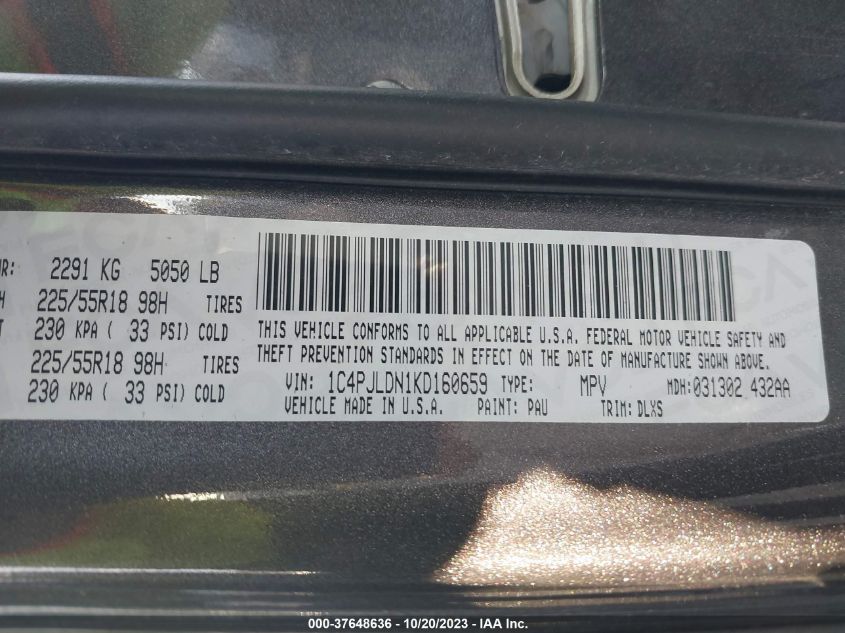 2291 KG 5050 LB
225/55R18 98H TIRES
230 KPA ( 33 PSI) COLD
225/55R18 98H TIRES
230 KPA ( 33 PSI) COLD
THIS VEHICLE CONFORMS TO ALL APPLICABLE U.S.A. FEDERAL MOTOR VEHICLE SAFETY AND
THEFT PREVENTION STANDARDS IN EFFECT ON THE DATE OF MANUFACTURE SHOWN ABOVE.
VIN: 1C4PJLDN1KD160659 TYPE: MPV MDH:031302 432AA
VEHICLE MADE IN U.S.A. PAINT: PAU TRIM: DLXS
000-37648636 - 10/20/2023 - IAA Inc.